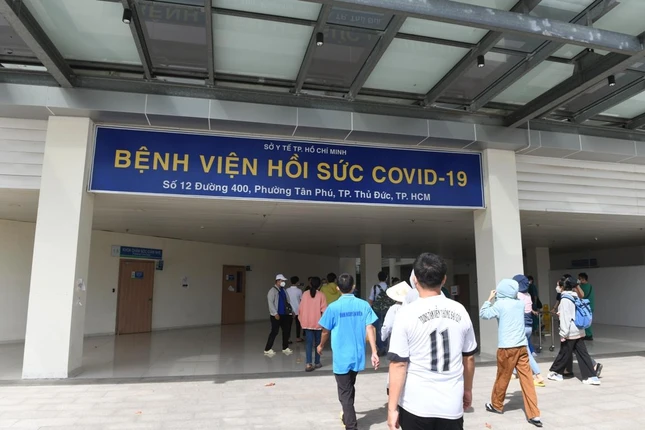 SỞ Y TẾ TP. HỒ CHÍ MINH
BỆNH VIỆN HỒI SỨC COVID-19
Số 12 Đường 400, Phường Tân Phú, TP. Thủ Đức, TP. HCM
11